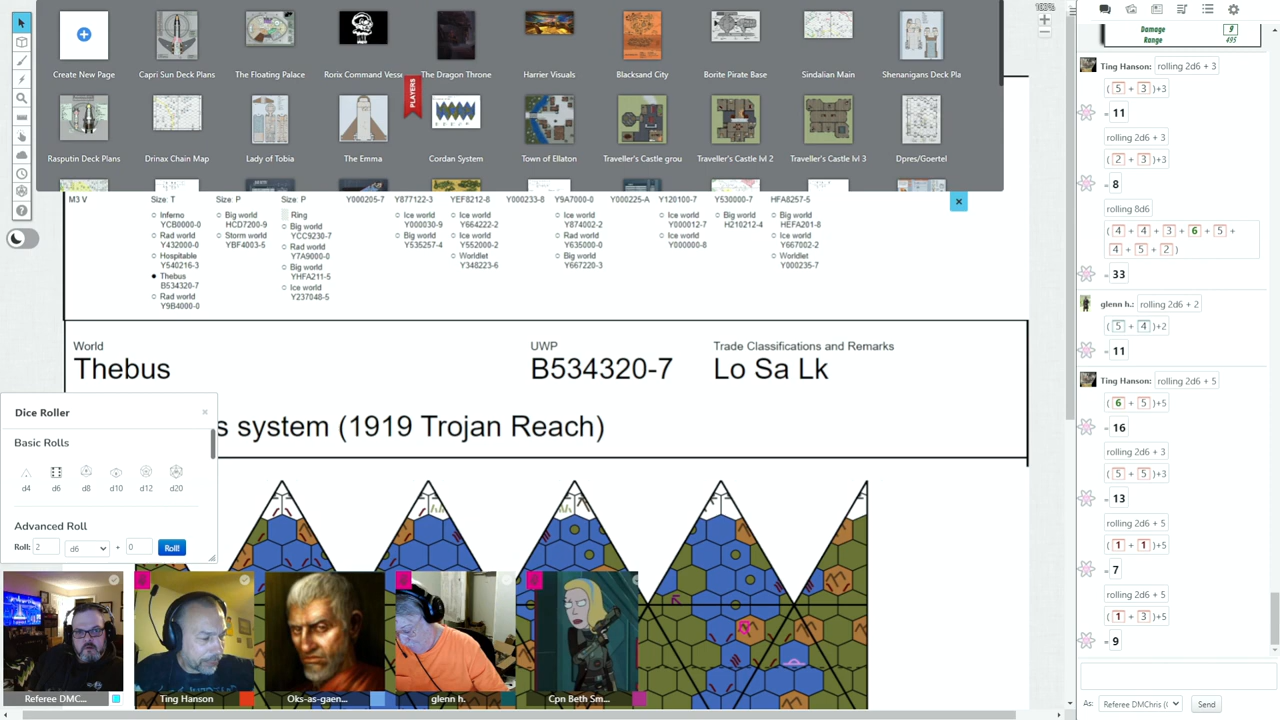 100%
Create New Page
Capri Sun Deck Plans
The Floating Palace
Rorix Command Vesse
The Dragon Throne
Harrier Visuals
Blacksand City
Borite Pirate Base
Sindalian Main
Shenanigans Deck Pla
PLAYERS
Rasputin Deck Plans
Drinax Chain Map
Lady of Tobia
The Emma
Cordan System
Town of Ellaton
Traveller's Castle grou
Traveller's Castle lvl 2
Traveller's Castle lvl 3
Dpres/Goertel
M3 V
Size: T
Inferno
YCB0000-0
Rad world
Y432000-0
Hospitable
Y540216-3
Thebus
B534320-7
Rad world
Y9B4000-0
Size: P
Big world
HCD7200-9
Storm world
YBF4003-5
Size: P
Ring
Big world
YCC9230-7
Rad world
Y7A9000-0
Big world
YHFA211-5
Ice world
Y237048-5
Y000205-7
Y877122-3
Ice world
Y000030-9
Big world
Y535257-4
YEF8212-8
Ice world
Y664222-2
Ice world
Y552000-2
Worldlet
Y348223-6
Y000233-8
Y9A7000-0
Ice world
Y874002-2
Rad world
Y635000-0
Big world
Y667220-3
Y000225-A
Y120100-7
Ice world
Y000012-7
Ice world
Y000000-8
Y530000-7
Big world
H210212-4
HFA8257-5
Big world
HEFA201-8
Ice world
Y667002-2
Worldlet
Y000235-7
World
Thebus
UWP
B534320-7
Trade Classifications and Remarks
Lo Sa Lk
s system (1919 Trojan Reach)
Dice Roller
Basic Rolls
d4 d6 d8 d10 d12 d20
Advanced Roll
Roll: 2 d6 + 0 Roll!
Referee DMC...
Ting Hanson
Oks-as-gaen...
glenn h.
Cpn Beth Sm...
Damage 9
Range 495
Ting Hanson: rolling 2d6 + 3
( 5 + 3 )+3
= 11
rolling 2d6 + 3
( 2 + 3 )+3
= 8
rolling 8d6
( 4 + 4 + 3 + 6 + 5 +
4 + 5 + 2 )
= 33
glenn h.: rolling 2d6 + 2
( 5 + 4 )+2
= 11
Ting Hanson: rolling 2d6 + 5
( 6 + 5 )+5
= 16
rolling 2d6 + 3
( 5 + 5 )+3
= 13
rolling 2d6 + 5
( 1 + 1 )+5
= 7
rolling 2d6 + 5
( 1 + 3 )+5
= 9
As: Referee DMChris (
Send